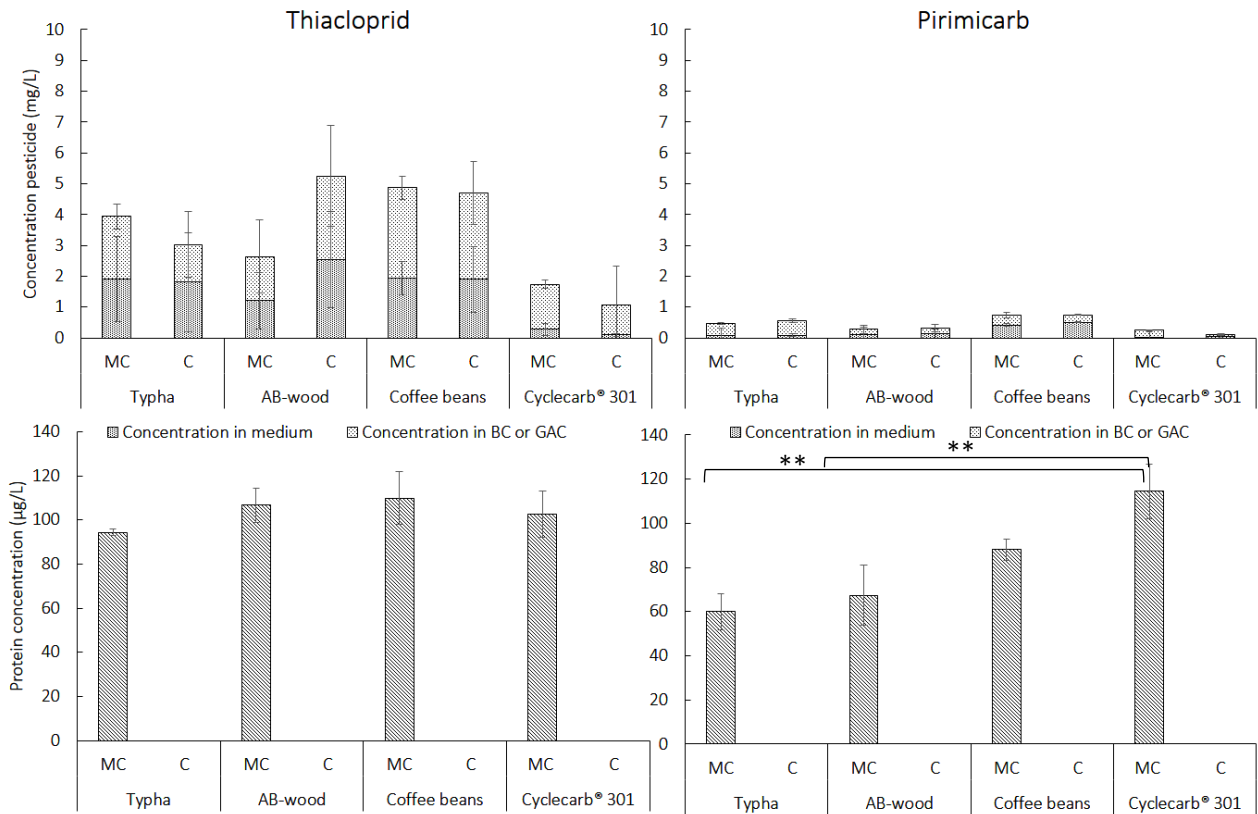 Thiacloprid
Concentration pesticide (mg/L)
10
9
8
7
6
5
4
3
2
1
0
MC C MC C MC C MC C
Typha AB-wood Coffee beans Cyclecarb® 301
Pirimicarb
10
9
8
7
6
5
4
3
2
1
0
MC C MC C MC C MC C
Typha AB-wood Coffee beans Cyclecarb® 301
Concentration in medium Concentration in BC or GAC
Protein concentration (µg/L)
140
120
100
80
60
40
20
0
MC C MC C MC C MC C
Typha AB-wood Coffee beans Cyclecarb® 301
Concentration in medium Concentration in BC or GAC
140
120
100
80
60
40
20
0
**
**
MC C MC C MC C MC C
Typha AB-wood Coffee beans Cyclecarb® 301